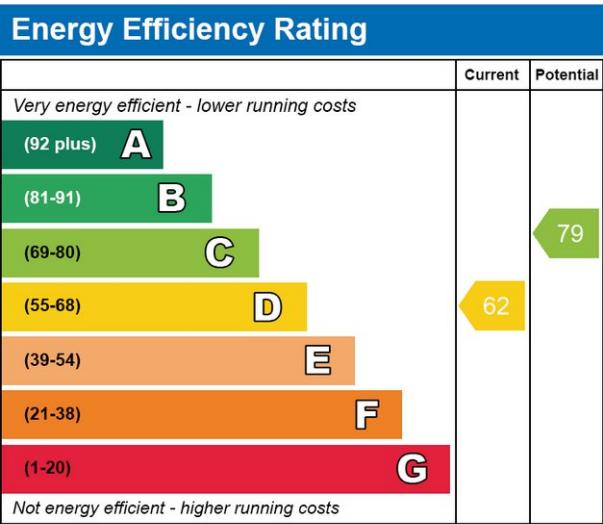 Energy Efficiency Rating
Current Potential
Very energy efficient - lower running costs
(92 plus) A
(81-91) B
(69-80) C
79
(55-68) D
62
(39-54) E
(21-38) F
(1-20) G
Not energy efficient - higher running costs